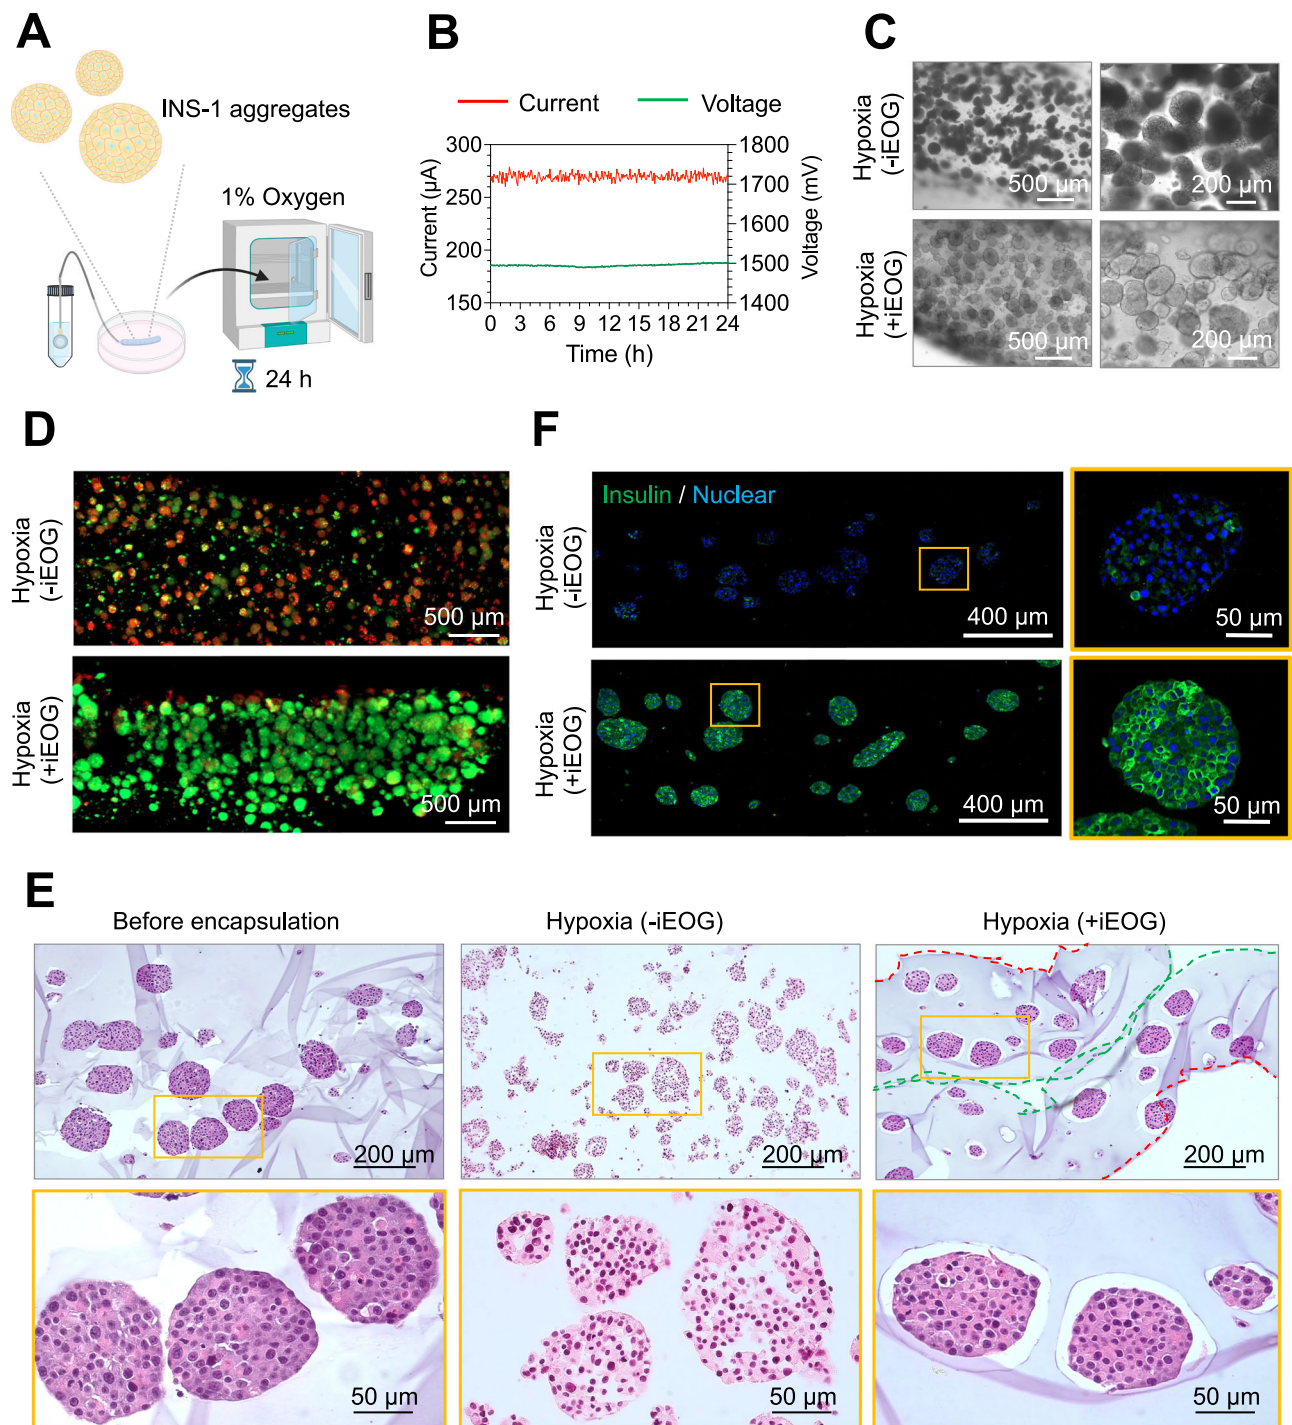 A
INS-1 aggregates
1% Oxygen
24 h
B
Current
Voltage
300
250
200
150
Current (µA)
1800
1700
1600
1500
1400
Voltage (mV)
0 3 6 9 12 15 18 21 24
Time (h)
C
Hypoxia
(-iEOG)
500 µm
200 µm
Hypoxia
(+iEOG)
500 µm
200 µm
D
Hypoxia
(-iEOG)
500 µm
Hypoxia
(+iEOG)
500 µm
F
Hypoxia
(-iEOG)
Insulin / Nuclear
400 µm
50 µm
Hypoxia
(+iEOG)
400 µm
50 µm
E
Before encapsulation
Hypoxia (-iEOG)
Hypoxia (+iEOG)
200 µm
200 µm
200 µm
50 µm
50 µm
50 µm